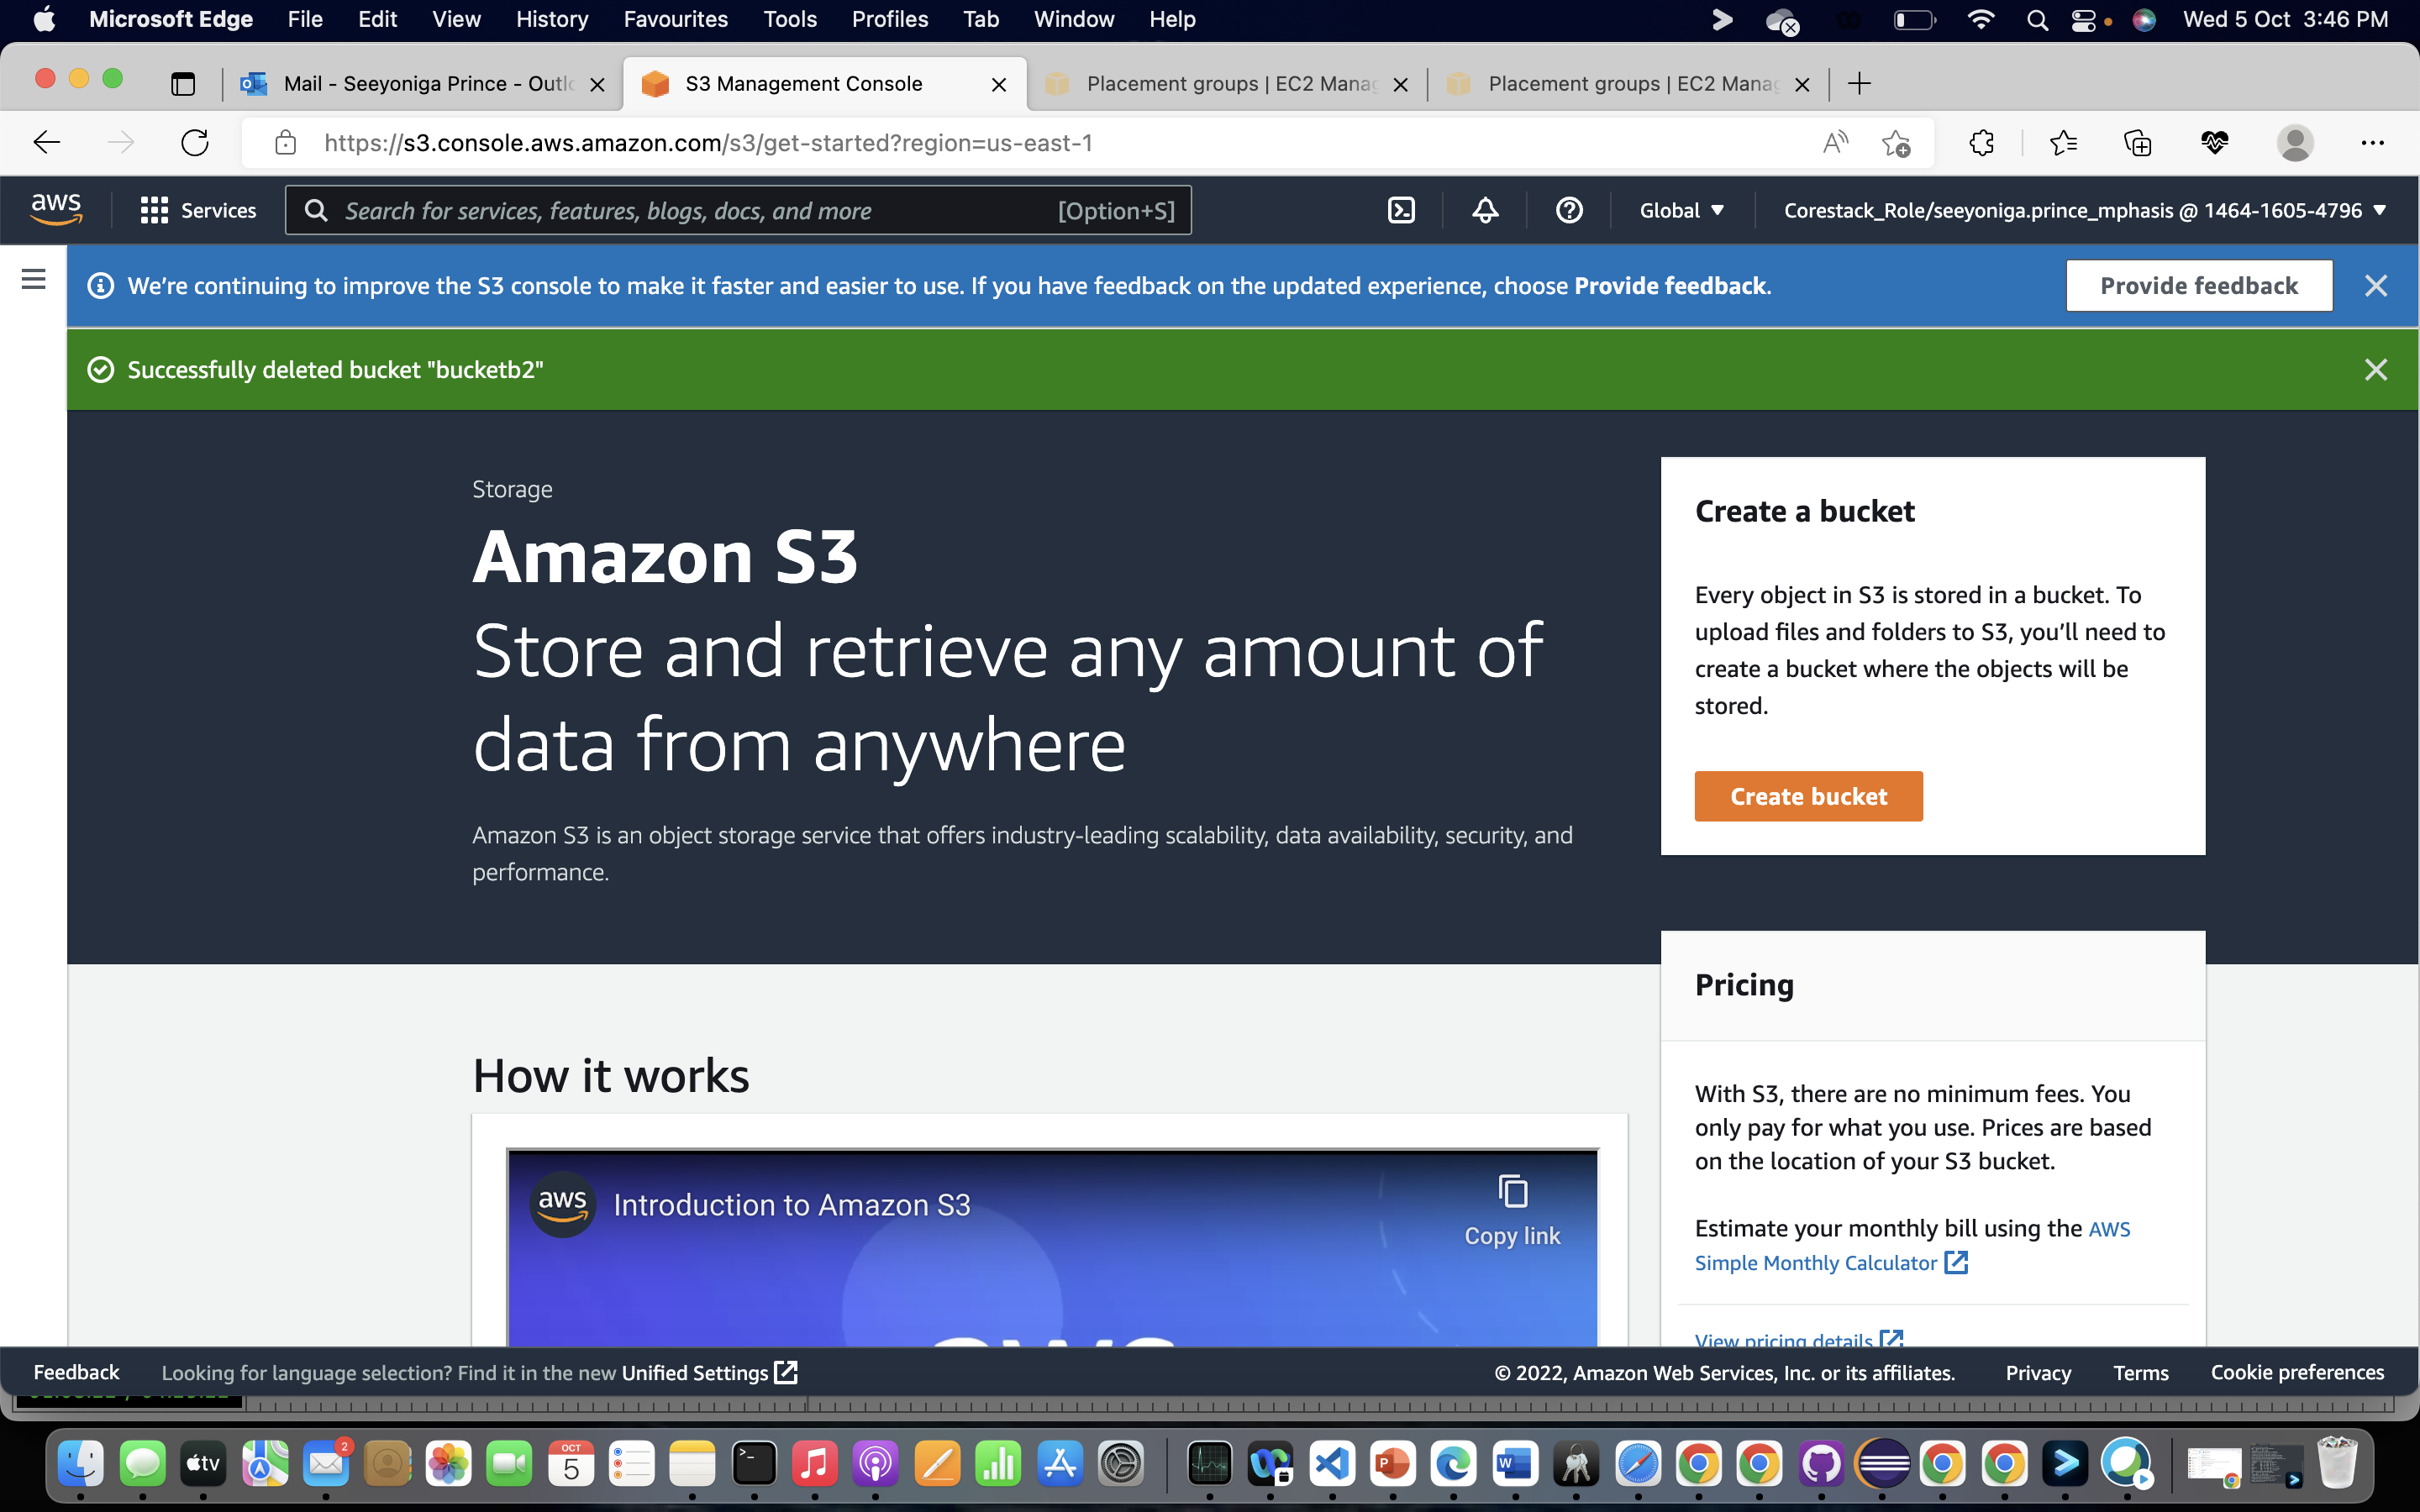 Microsoft Edge File Edit View History Favourites Tools Profiles Tab Window Help Wed 5 Oct 3:46 PM
Mail - Seeyoniga Prince - Outlo S3 Management Console Placement groups | EC2 Manag Placement groups | EC2 Manag
https://s3.console.aws.amazon.com/s3/get-started?region=us-east-1
aws Services Search for services, features, blogs, docs, and more [Option+S] Global Corestack_Role/seeyoniga.prince_mphasis @ 1464-1605-4796
We're continuing to improve the S3 console to make it faster and easier to use. If you have feedback on the updated experience, choose Provide feedback. Provide feedback
Successfully deleted bucket "bucketb2"
Storage
Amazon S3
Store and retrieve any amount of
data from anywhere
Amazon S3 is an object storage service that offers industry-leading scalability, data availability, security, and
performance.
Create a bucket
Every object in S3 is stored in a bucket. To
upload files and folders to S3, you'll need to
create a bucket where the objects will be
stored.
Create bucket
Pricing
With S3, there are no minimum fees. You
only pay for what you use. Prices are based
on the location of your S3 bucket.
Estimate your monthly bill using the AWS
Simple Monthly Calculator
View pricing details
How it works
aws Introduction to Amazon S3
Copy link
Feedback Looking for language selection? Find it in the new Unified Settings © 2022, Amazon Web Services, Inc. or its affiliates. Privacy Terms Cookie preferences
2
tv
OCT
5